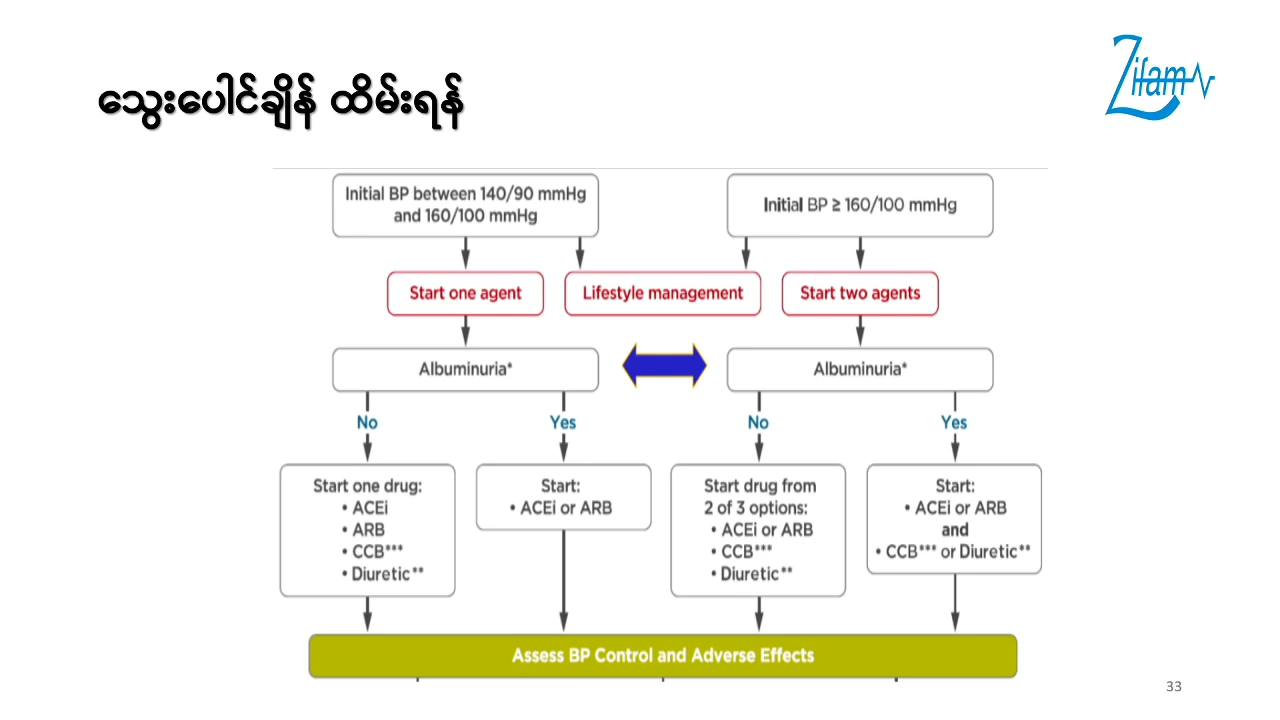 သွေးပေါင်ချိန် ထိမ်းရန်
Zifam
Initial BP between 140/90 mmHg
and 160/100 mmHg
Initial BP ≥ 160/100 mmHg
Start one agent
Lifestyle management
Start two agents
Albuminuria*
Albuminuria*
No
Yes
No
Yes
Start one drug:
• ACEi
• ARB
• CCB***
• Diuretic**
Start:
• ACEi or ARB
Start drug from
2 of 3 options:
• ACEi or ARB
• CCB***
• Diuretic**
Start:
• ACEi or ARB
and
• CCB*** or Diuretic**
Assess BP Control and Adverse Effects
33